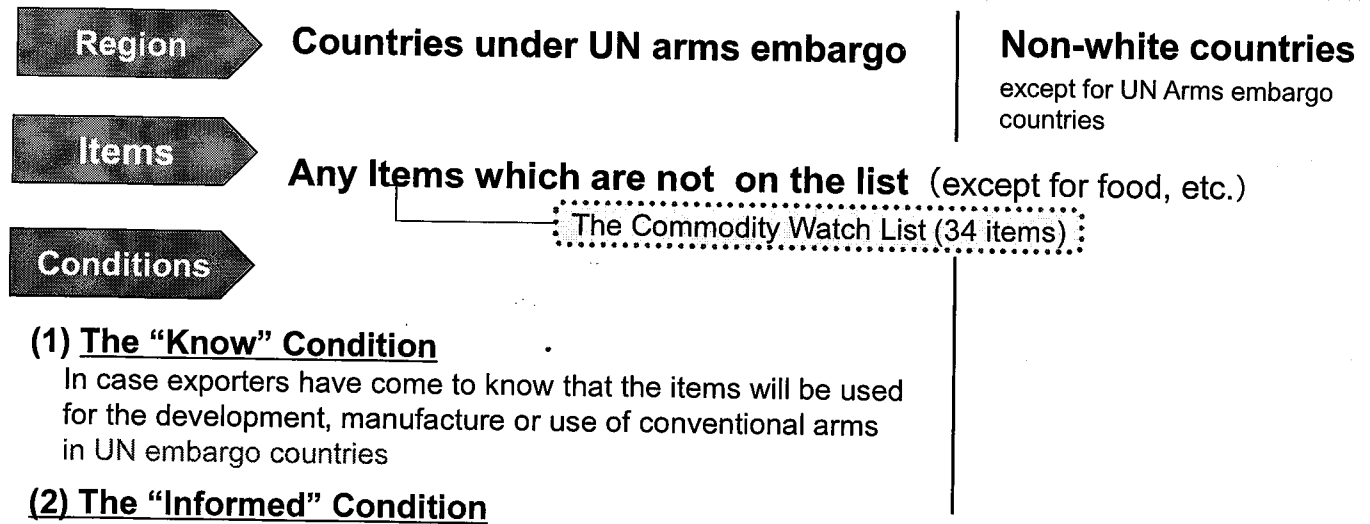 Region
Countries under UN arms embargo
Non-white countries
except for UN Arms embargo
countries
Items
Any Items which are not on the list (except for food, etc.)
The Commodity Watch List (34 items)
Conditions
(1) The “Know” Condition
In case exporters have come to know that the items will be used
for the development, manufacture or use of conventional arms
in UN embargo countries
(2) The “Informed” Condition